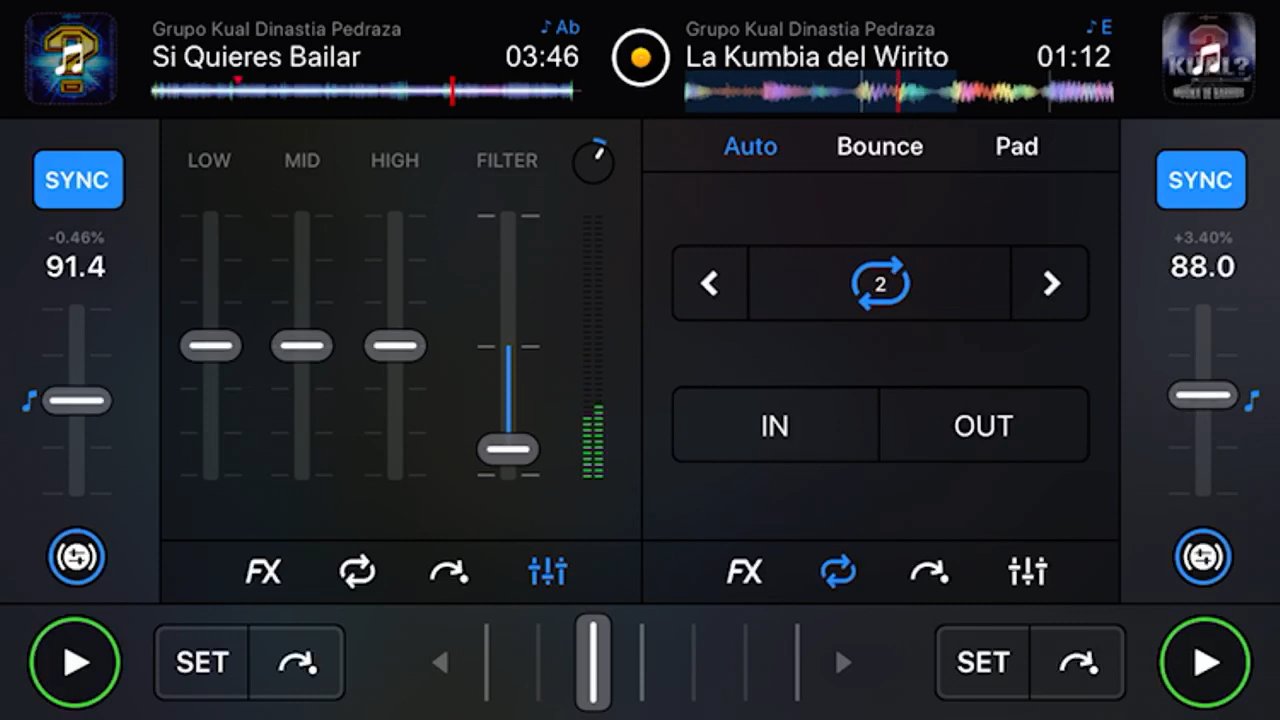 Grupo Kual Dinastia Pedraza
Ab
Si Quieres Bailar
03:46
Grupo Kual Dinastia Pedraza
E
La Kumbia del Wirito
01:12
KUAL?
SYNC
-0.46%
91.4
LOW
MID
HIGH
FILTER
Auto
Bounce
Pad
2
IN
OUT
SYNC
+3.40%
88.0
FX
FX
SET
SET